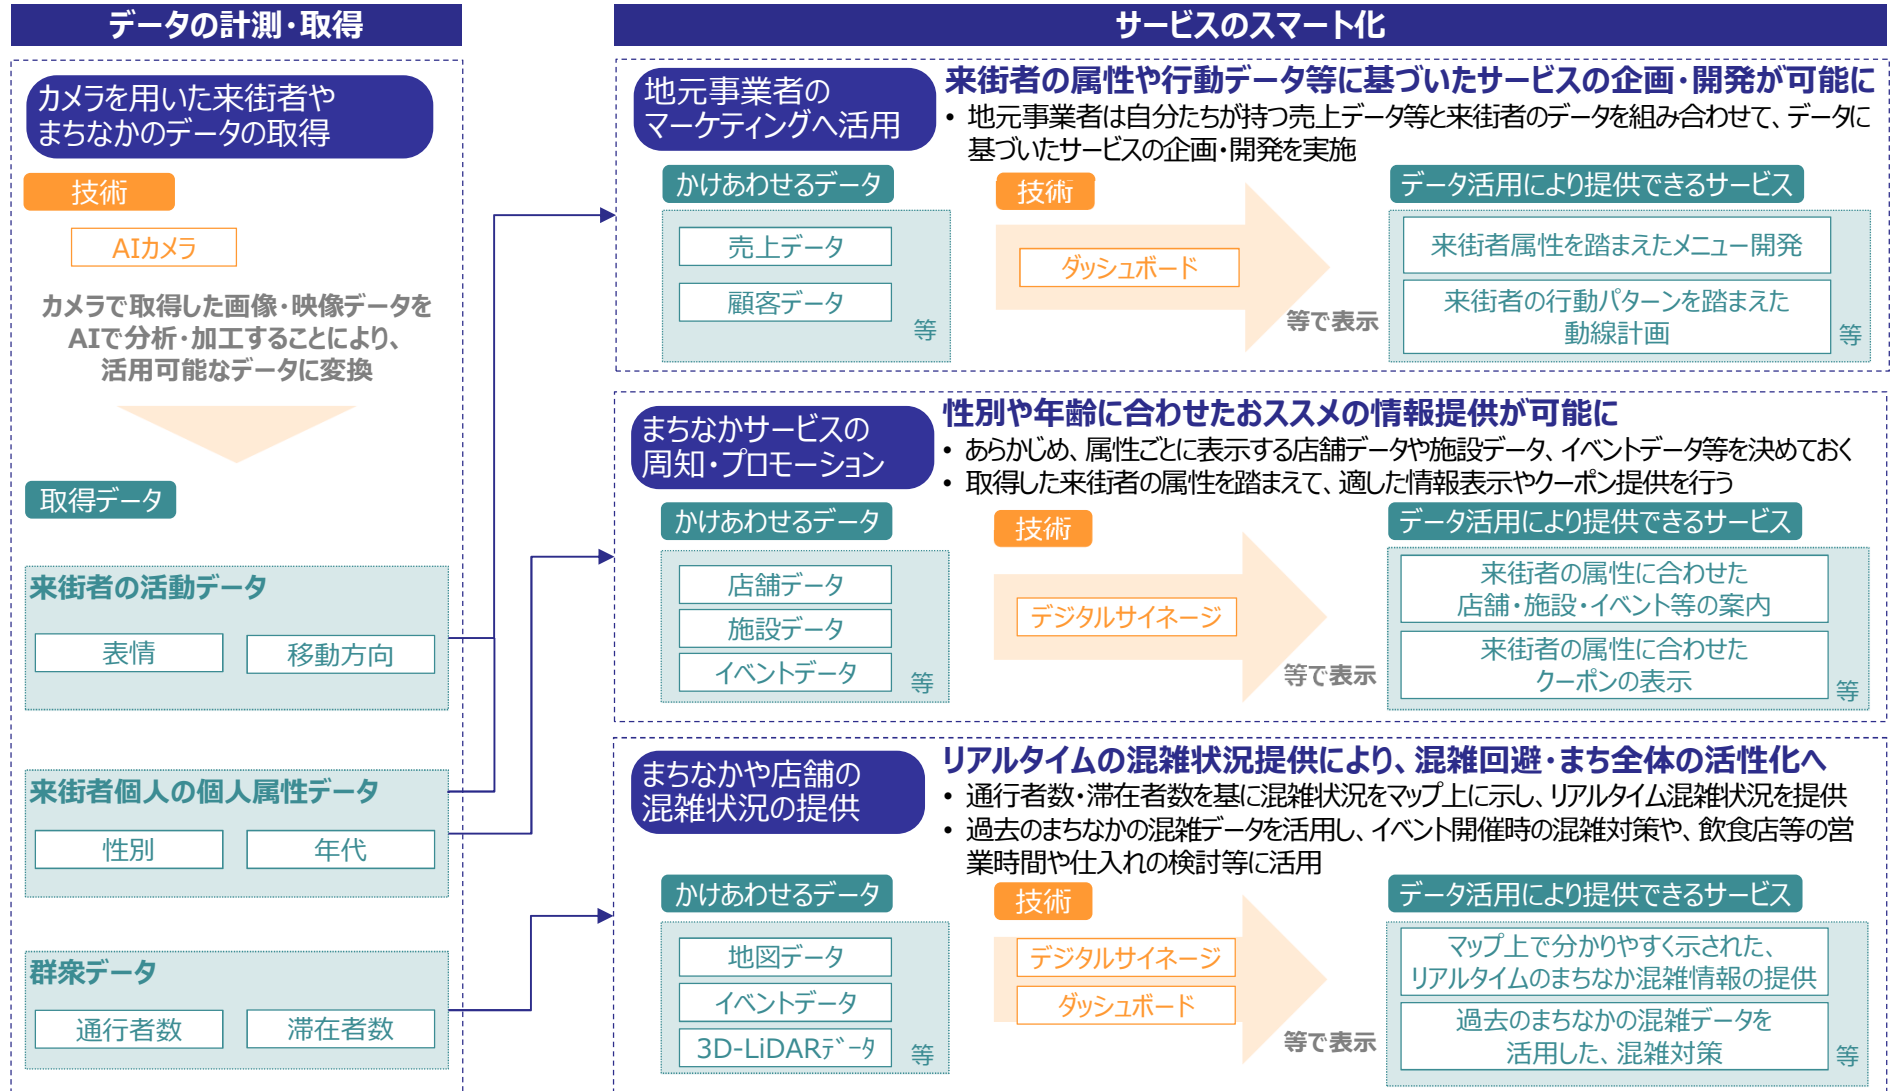 データの計測・取得
カメラを用いた来街者や
まちなかのデータの取得
技術
AIカメラ
カメラで取得した画像・映像データを
AIで分析・加工することにより、
活用可能なデータに変換
取得データ
来街者の活動データ
表情
移動方向
来街者個人の個人属性データ
性別
年代
群衆データ
通行者数
滞在者数
サービスのスマート化
地元事業者の
マーケティングへ活用
来街者の属性や行動データ等に基づいたサービスの企画・開発が可能に
• 地元事業者は自分たちが持つ売上データ等と来街者のデータを組み合わせて、データに
基づいたサービスの企画・開発を実施
かけあわせるデータ
売上データ
顧客データ
等
技術
ダッシュボード
等で表示
データ活用により提供できるサービス
来街者属性を踏まえたメニュー開発
来街者の行動パターンを踏まえた
動線計画
等
まちなかサービスの
周知・プロモーション
性別や年齢に合わせたおススメの情報提供が可能に
• あらかじめ、属性ごとに表示する店舗データや施設データ、イベントデータ等を決めておく
• 取得した来街者の属性を踏まえて、適した情報表示やクーポン提供を行う
かけあわせるデータ
店舗データ
施設データ
イベントデータ
等
技術
デジタルサイネージ
等で表示
データ活用により提供できるサービス
来街者の属性に合わせた
店舗・施設・イベント等の案内
来街者の属性に合わせた
クーポンの表示
等
まちなかや店舗の
混雑状況の提供
リアルタイムの混雑状況提供により、混雑回避・まち全体の活性化へ
• 通行者数・滞在者数を基に混雑状況をマップ上に示し、リアルタイム混雑状況を提供
• 過去のまちなかの混雑データを活用し、イベント開催時の混雑対策や、飲食店等の営
業時間や仕入れの検討等に活用
かけあわせるデータ
地図データ
イベントデータ
3D-LiDARﾃﾞｰﾀ
等
技術
デジタルサイネージ
ダッシュボード
等で表示
データ活用により提供できるサービス
マップ上で分かりやすく示された、
リアルタイムのまちなか混雑情報の提供
過去のまちなかの混雑データを
活用した、混雑対策
等